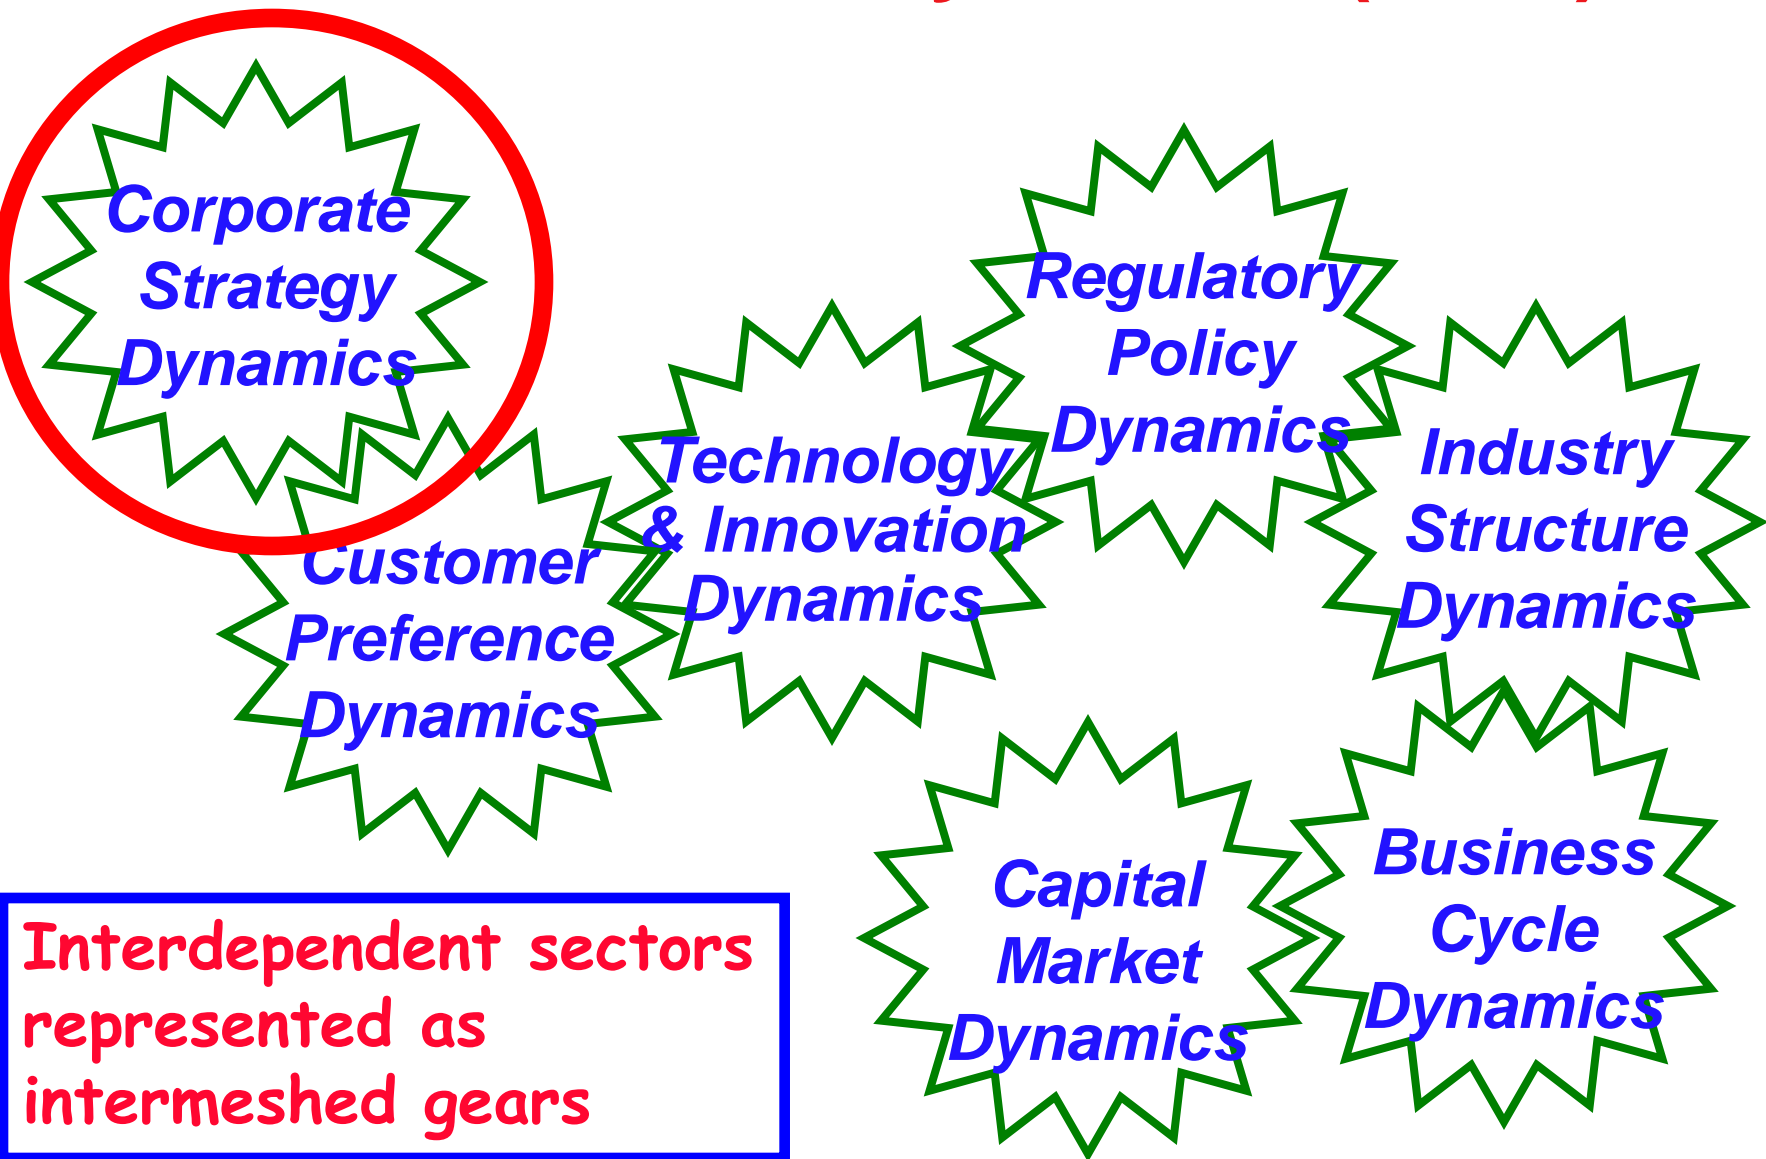 Corporate
Strategy
Dynamics
Customer
Preference
Dynamics
Technology
& Innovation
Dynamics
Regulatory
Policy
Dynamics
Industry
Structure
Dynamics
Business
Cycle
Dynamics
Capital
Market
Dynamics
Interdependent sectors
represented as
intermeshed gears